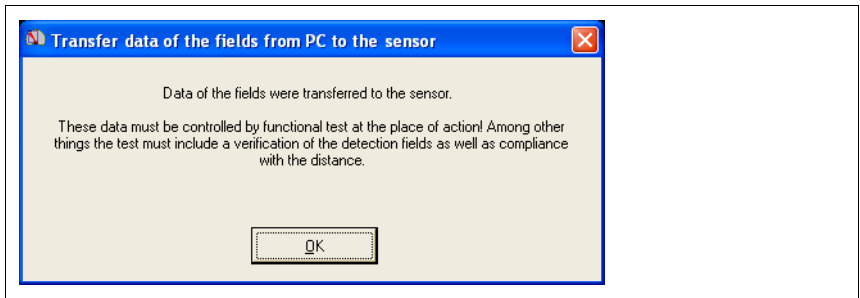 Transfer data of the fields from PC to the sensor
Data of the fields were transferred to the sensor.
These data must be controlled by functional test at the place of action! Among other
things the test must include a verification of the detection fields as well as compliance
with the distance.
OK